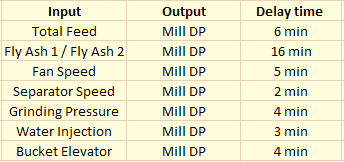 Input Output Delay time
Total Feed Mill DP 6 min
Fly Ash 1 / Fly Ash 2 Mill DP 16 min
Fan Speed Mill DP 5 min
Separator Speed Mill DP 2 min
Grinding Pressure Mill DP 4 min
Water Injection Mill DP 3 min
Bucket Elevator Mill DP 4 min